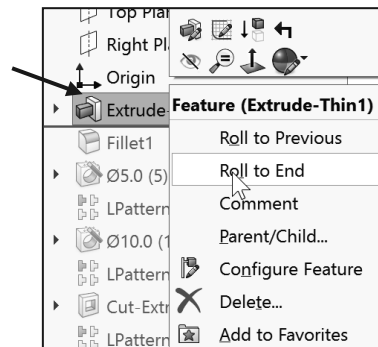 Top Plan
Right Pl
Origin
Extrude-
Feature (Extrude-Thin1)
Roll to Previous
Fillet1
Roll to End
Ø5.0 (5)
Comment
LPattern
Parent/Child...
Ø10.0 (1
Configure Feature
LPattern
Delete...
Cut-Extr
Add to Favorites
LPattern